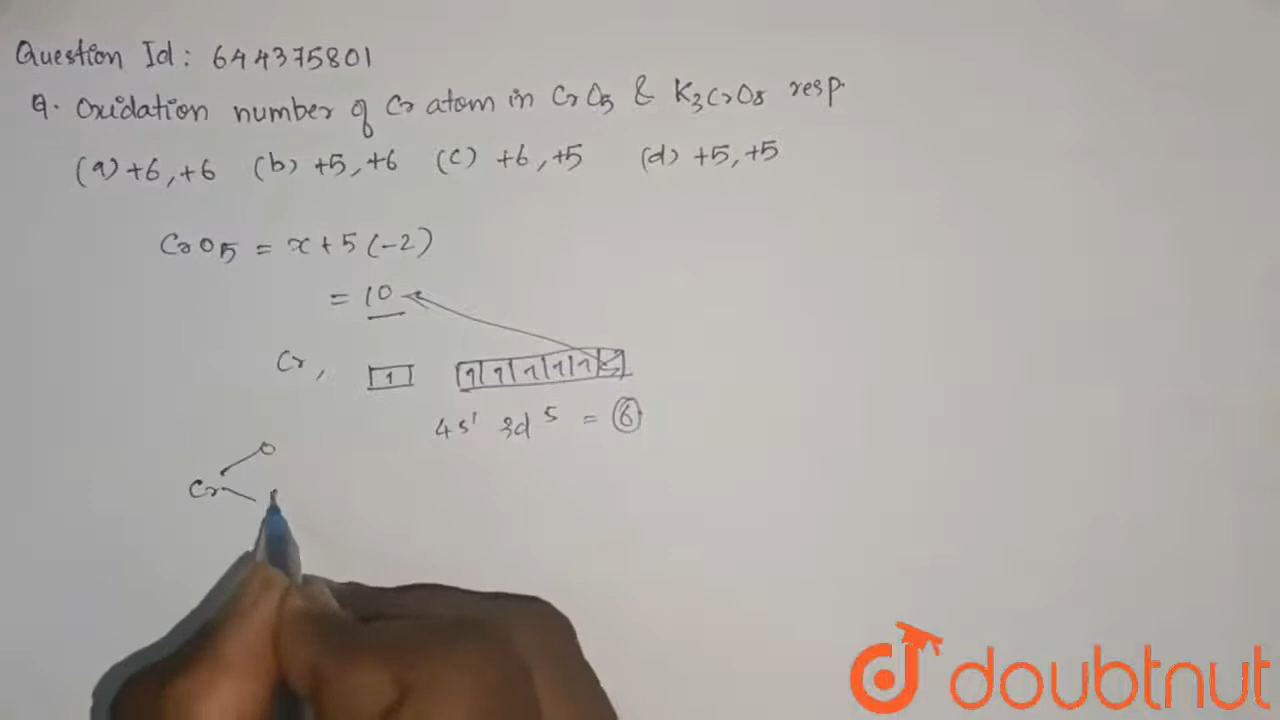 Question Id: 644375801
Q. Oxidation number of Cr atom in CrO5 & K3CrO8 resp.
(a) +6, +6 (b) +5, +6 (c) +6, +5 (d) +5, +5
CrO5 = x + 5(-2)
= 10
Cr, 1 1 1 1 1 1
4s1 3d5 = 6
O
Cr
doubtnut